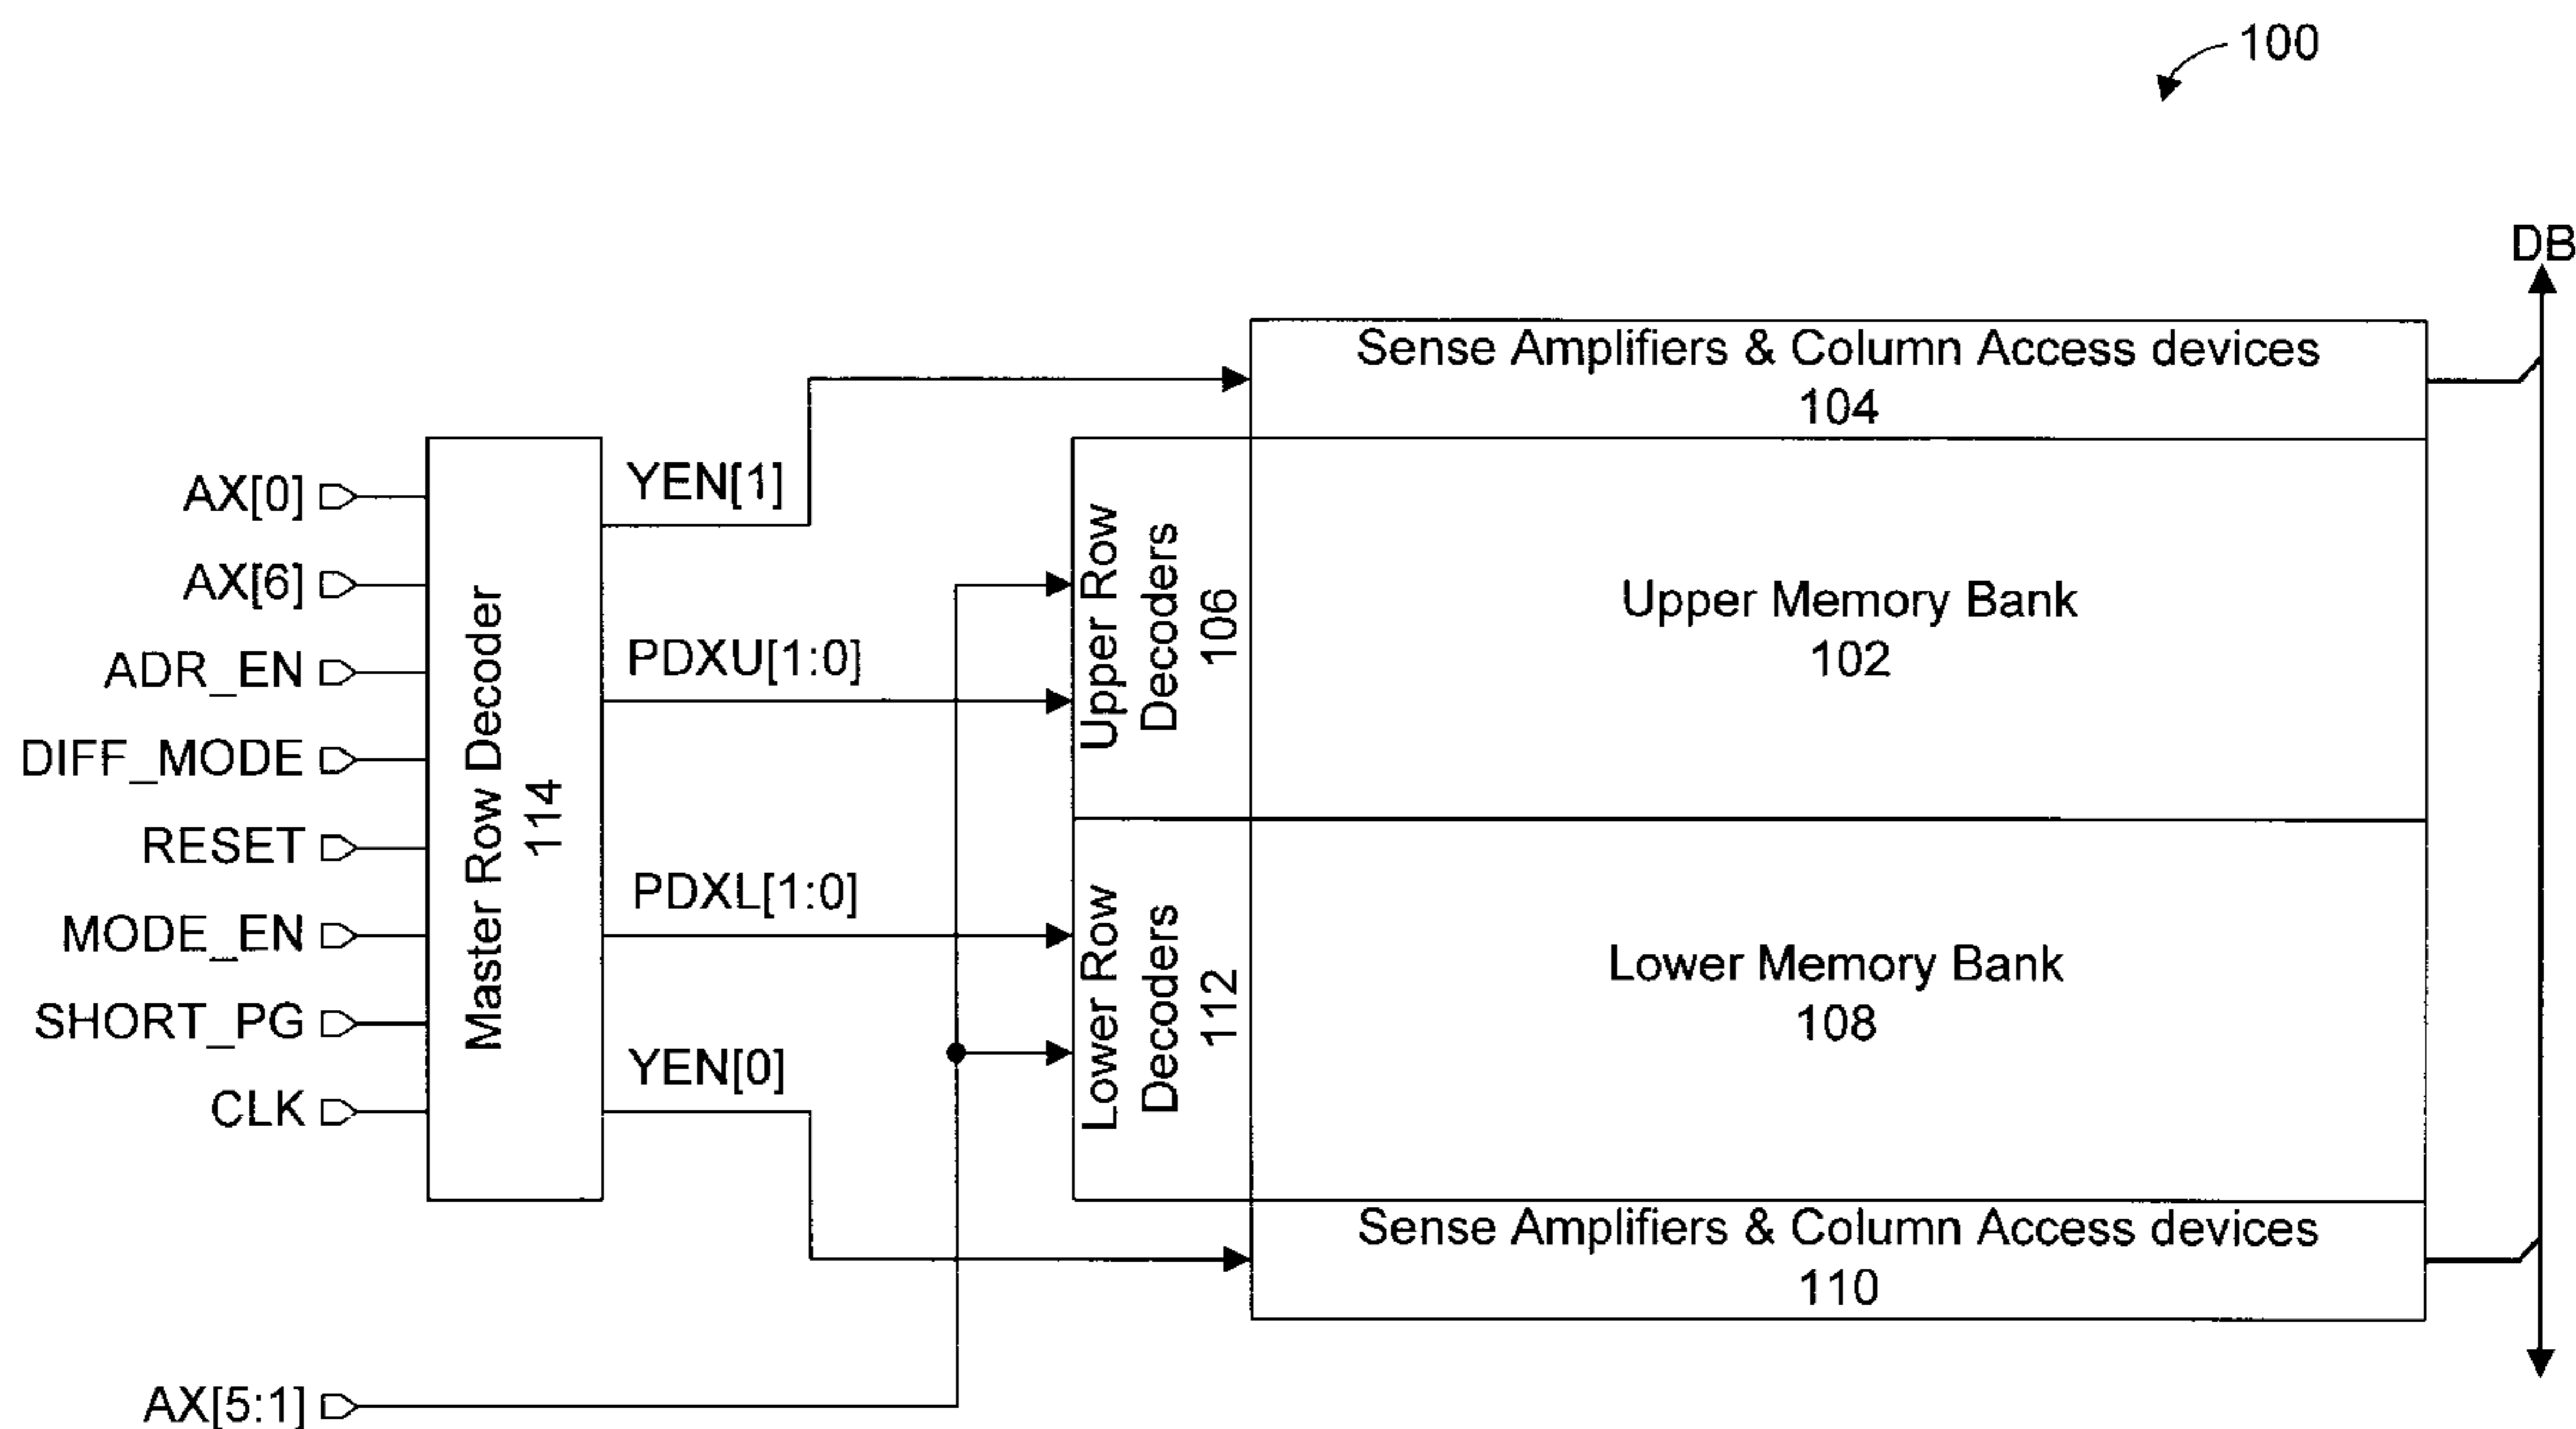 100
DB
Sense Amplifiers & Column Access devices
104
AX[0]
AX[6]
ADR_EN
DIFF_MODE
RESET
MODE_EN
SHORT_PG
CLK
AX[5:1]
Master Row Decoder
114
YEN[1]
PDXU[1:0]
PDXL[1:0]
YEN[0]
Upper Row
Decoders
106
Upper Memory Bank
102
Lower Row
Decoders
112
Lower Memory Bank
108
Sense Amplifiers & Column Access devices
110